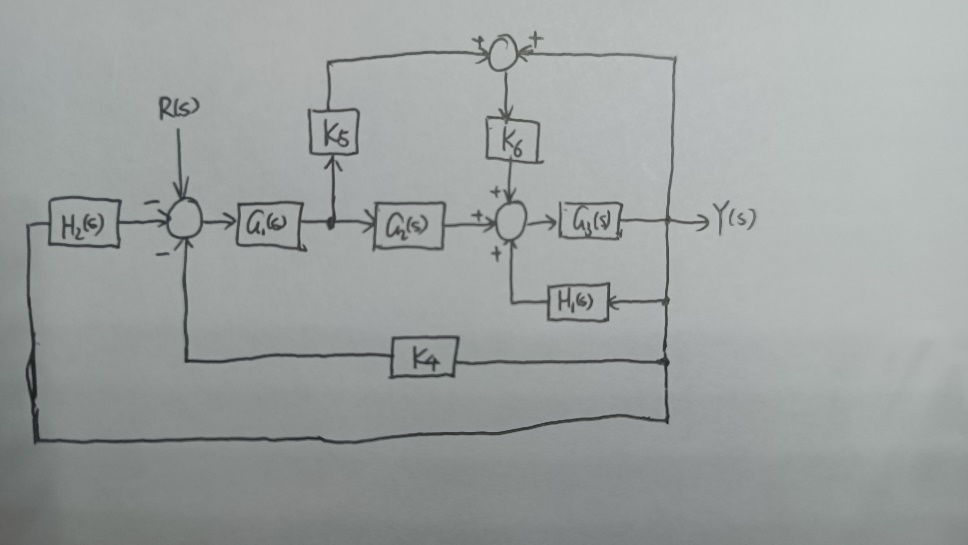 + +
R(s)
K5
K6
H₂(s) − G₁(s) G₂(s) + + G₃(s) Y(s)
− +
H₁(s)
K4